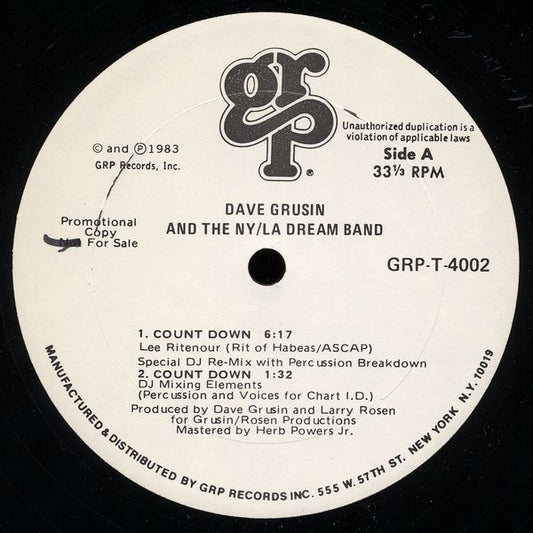 grp
®
© and ℗ 1983
GRP Records, Inc.
Unauthorized duplication is a
violation of applicable laws
Side A
33⅓ RPM
Promotional
Copy
Not For Sale
DAVE GRUSIN
AND THE NY/LA DREAM BAND
GRP-T-4002
1. COUNT DOWN 6:17
Lee Ritenour (Rit of Habeas/ASCAP)
Special DJ Re-Mix with Percussion Breakdown
2. COUNT DOWN 1:32
DJ Mixing Elements
(Percussion and Voices for Chart I.D.)
Produced by Dave Grusin and Larry Rosen
for Grusin/Rosen Productions
Mastered by Herb Powers Jr.
MANUFACTURED & DISTRIBUTED BY GRP RECORDS INC. 555 W. 57TH ST. NEW YORK N.Y. 10019